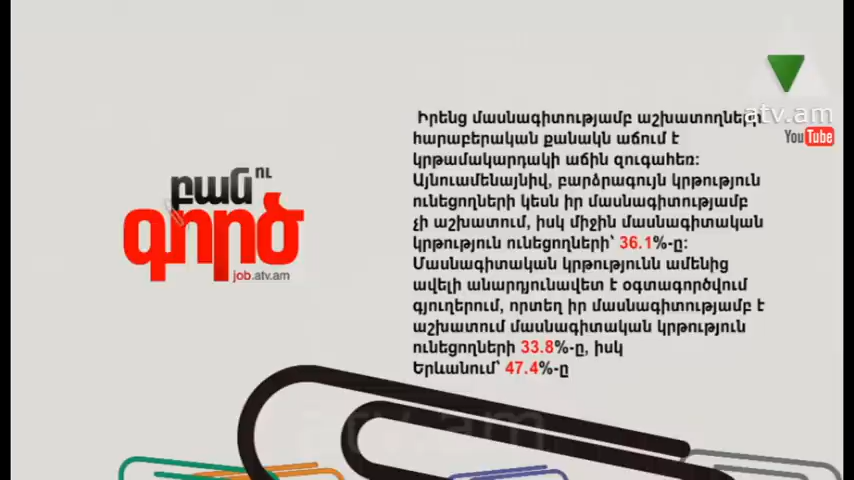 բան ու
գործ
job.atv.am
Իրենց մասնագիտությամբ աշխատողների
հարաբերական քանակն աճում է
կրթամակարդակի աճին զուգահեռ:
Այնուամենայնիվ, բարձրագույն կրթություն
ունեցողների կեսն իր մասնագիտությամբ
չի աշխատում, իսկ միջին մասնագիտական
կրթություն ունեցողների՝ 36.1%-ը:
Մասնագիտական կրթությունն ամենից
ավելի անարդյունավետ է օգտագործվում
գյուղերում, որտեղ իր մասնագիտությամբ է
աշխատում մասնագիտական կրթություն
ունեցողների 33.8%-ը, իսկ
Երևանում՝ 47.4%-ը
atv.am
YouTube
atv.am